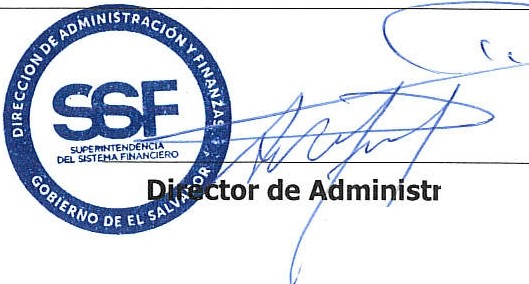 DIRECCIÓN DE ADMINISTRACIÓN Y FINANZAS
SSF
SUPERINTENDENCIA
DEL SISTEMA FINANCIERO
GOBIERNO DE EL SALVADOR
Director de Administr